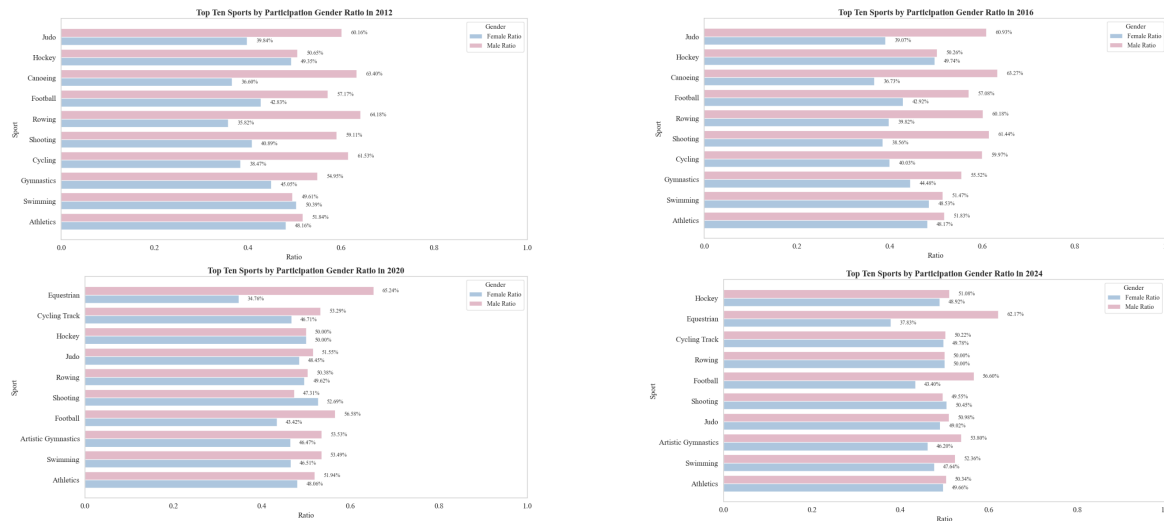 Top Ten Sports by Participation Gender Ratio in 2012
Gender
Female Ratio
Male Ratio
Sport
Judo
60.16%
39.84%
Hockey
50.65%
49.35%
Canoeing
63.40%
36.60%
Football
57.17%
42.83%
Rowing
64.18%
35.82%
Shooting
59.11%
40.89%
Cycling
61.53%
38.47%
Gymnastics
54.95%
45.05%
Swimming
49.61%
50.39%
Athletics
51.84%
48.16%
0.0 0.2 0.4 0.6 0.8 1.0
Ratio
Top Ten Sports by Participation Gender Ratio in 2016
Gender
Female Ratio
Male Ratio
Sport
Judo
60.93%
39.07%
Hockey
50.26%
49.74%
Canoeing
63.27%
36.73%
Football
57.08%
42.92%
Rowing
60.18%
39.82%
Shooting
61.44%
38.56%
Cycling
59.97%
40.03%
Gymnastics
55.52%
44.48%
Swimming
51.47%
48.53%
Athletics
51.83%
48.17%
0.0 0.2 0.4 0.6 0.8
Ratio
Top Ten Sports by Participation Gender Ratio in 2020
Gender
Female Ratio
Male Ratio
Sport
Equestrian
65.24%
34.76%
Cycling Track
53.29%
46.71%
Hockey
50.00%
50.00%
Judo
51.55%
48.45%
Rowing
50.38%
49.62%
Shooting
47.31%
52.69%
Football
56.58%
43.42%
Artistic Gymnastics
53.53%
46.47%
Swimming
53.49%
46.51%
Athletics
51.94%
48.06%
0.0 0.2 0.4 0.6 0.8 1.0
Ratio
Top Ten Sports by Participation Gender Ratio in 2024
Gender
Female Ratio
Male Ratio
Sport
Hockey
51.08%
48.92%
Equestrian
62.17%
37.83%
Cycling Track
50.22%
49.78%
Rowing
50.00%
50.00%
Football
56.60%
43.40%
Shooting
49.55%
50.45%
Judo
50.98%
49.02%
Artistic Gymnastics
53.80%
46.20%
Swimming
52.36%
47.64%
Athletics
50.34%
49.66%
0.0 0.2 0.4 0.6 0.8
Ratio